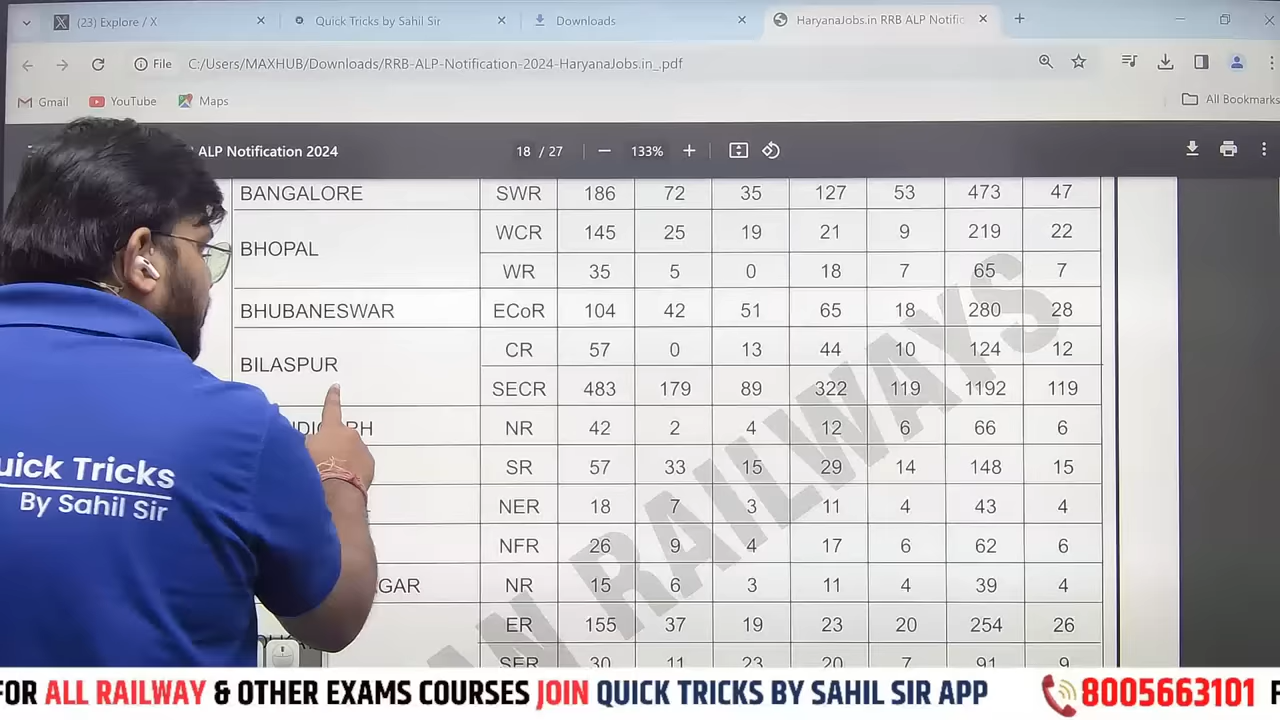 (23) Explore / X
Quick Tricks by Sahil Sir
Downloads
HaryanaJobs.in RRB ALP Notific
File C:/Users/MAXHUB/Downloads/RRB-ALP-Notification-2024-HaryanaJobs.in_.pdf
Gmail YouTube Maps All Bookmarks
ALP Notification 2024 18 / 27 133%
BANGALORE SWR 186 72 35 127 53 473 47
BHOPAL WCR 145 25 19 21 9 219 22
WR 35 5 0 18 7 65 7
BHUBANESWAR ECoR 104 42 51 65 18 280 28
BILASPUR CR 57 0 13 44 10 124 12
SECR 483 179 89 322 119 1192 119
NR 42 2 4 12 6 66 6
SR 57 33 15 29 14 148 15
NER 18 7 3 11 4 43 4
NFR 26 9 4 17 6 62 6
GAR NR 15 6 3 11 4 39 4
ER 155 37 19 23 20 254 26
SER 30 11 23 20 7 91 9
AN RAILWAYS
uick Tricks
By Sahil Sir
FOR ALL RAILWAY & OTHER EXAMS COURSES JOIN QUICK TRICKS BY SAHIL SIR APP 8005663101 F